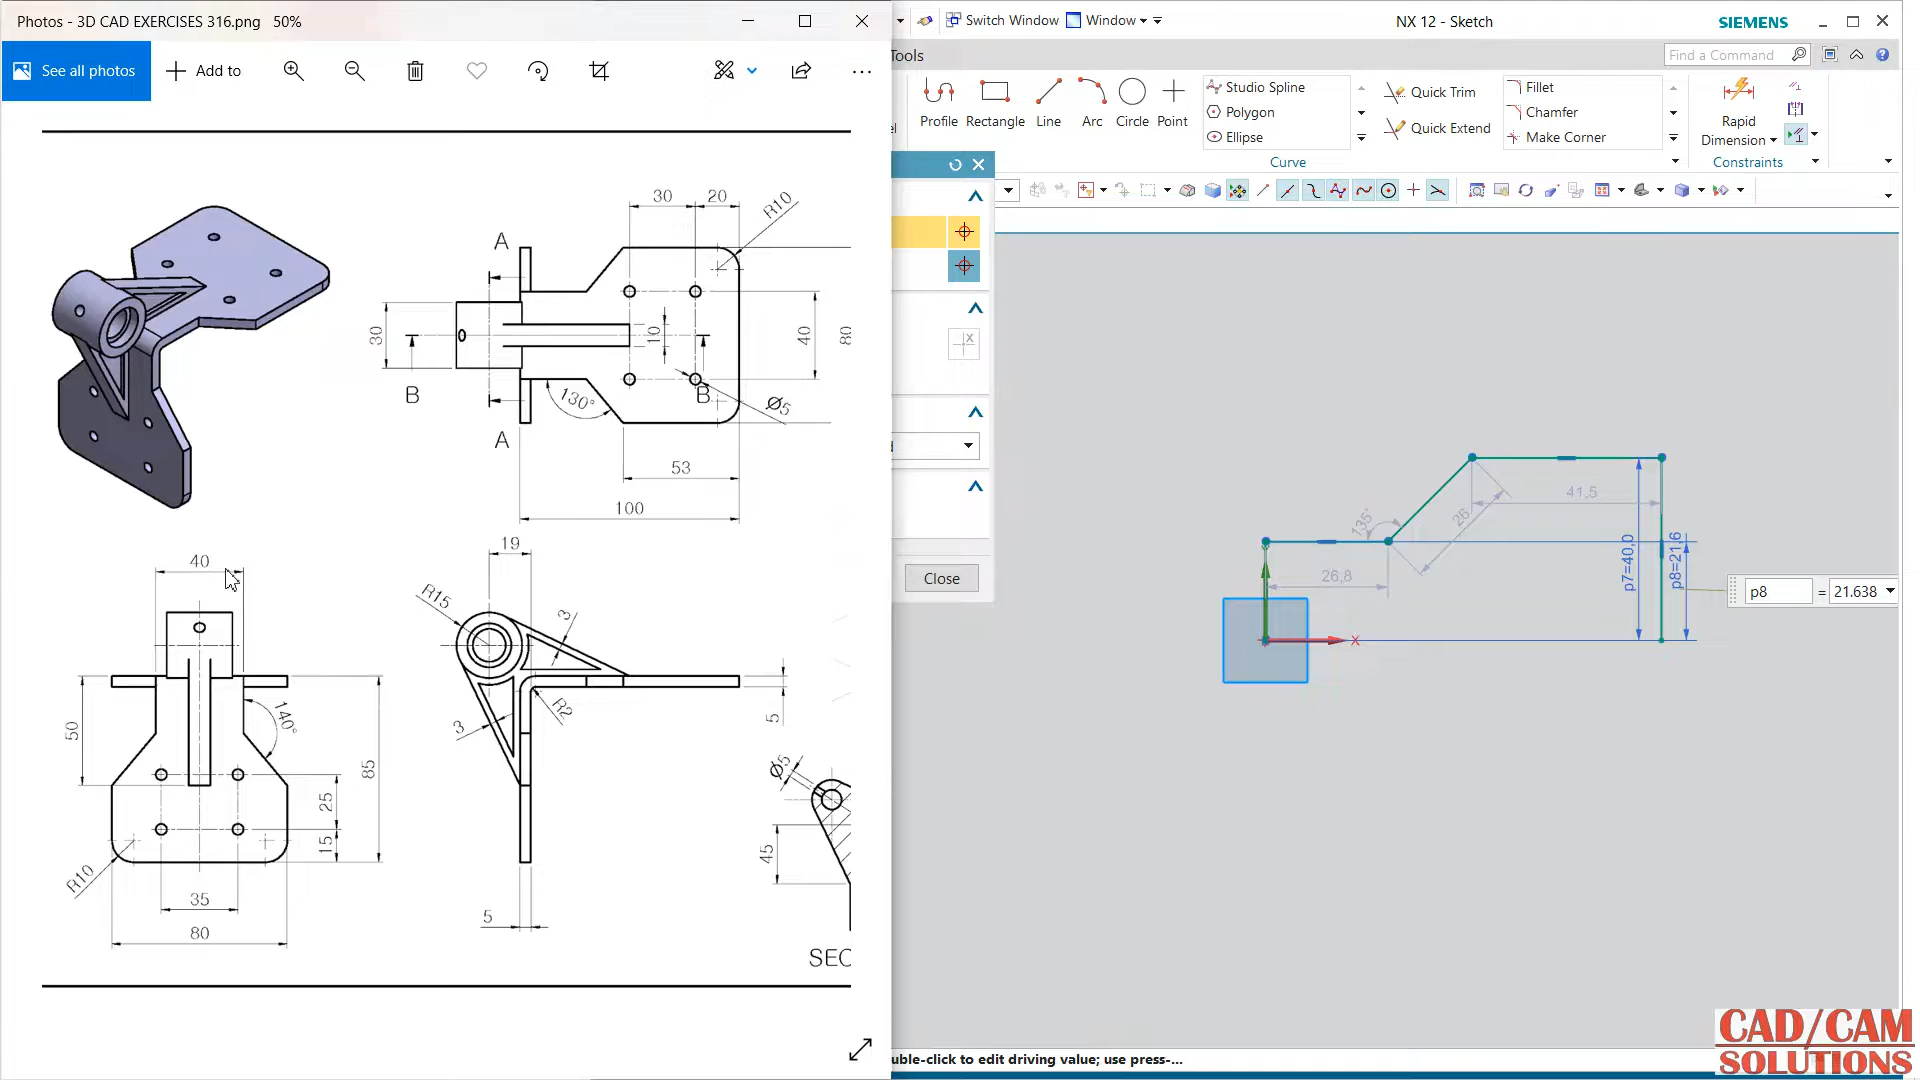 Photos - 3D CAD EXERCISES 316.png   50%
See all photos
Add to
30
20
R10
A
30
10
40
80
B
B
130°
Ø5
A
53
100
40
19
R15
3
140°
50
3
R2
5
85
25
15
Ø5
R10
45
35
80
5
SEC
Switch Window
Window
NX 12 - Sketch
SIEMENS
Tools
Find a Command
Profile
Rectangle
Line
Arc
Circle
Point
Studio Spline
Polygon
Ellipse
Quick Trim
Quick Extend
Fillet
Chamfer
Make Corner
Rapid
Dimension
Curve
Constraints
Close
41,5
135°
26
26,8
p7=40,0
p8=21,6
p8
= 21.638
X
uble-click to edit driving value; use press-...
CAD/CAM
SOLUTIONS